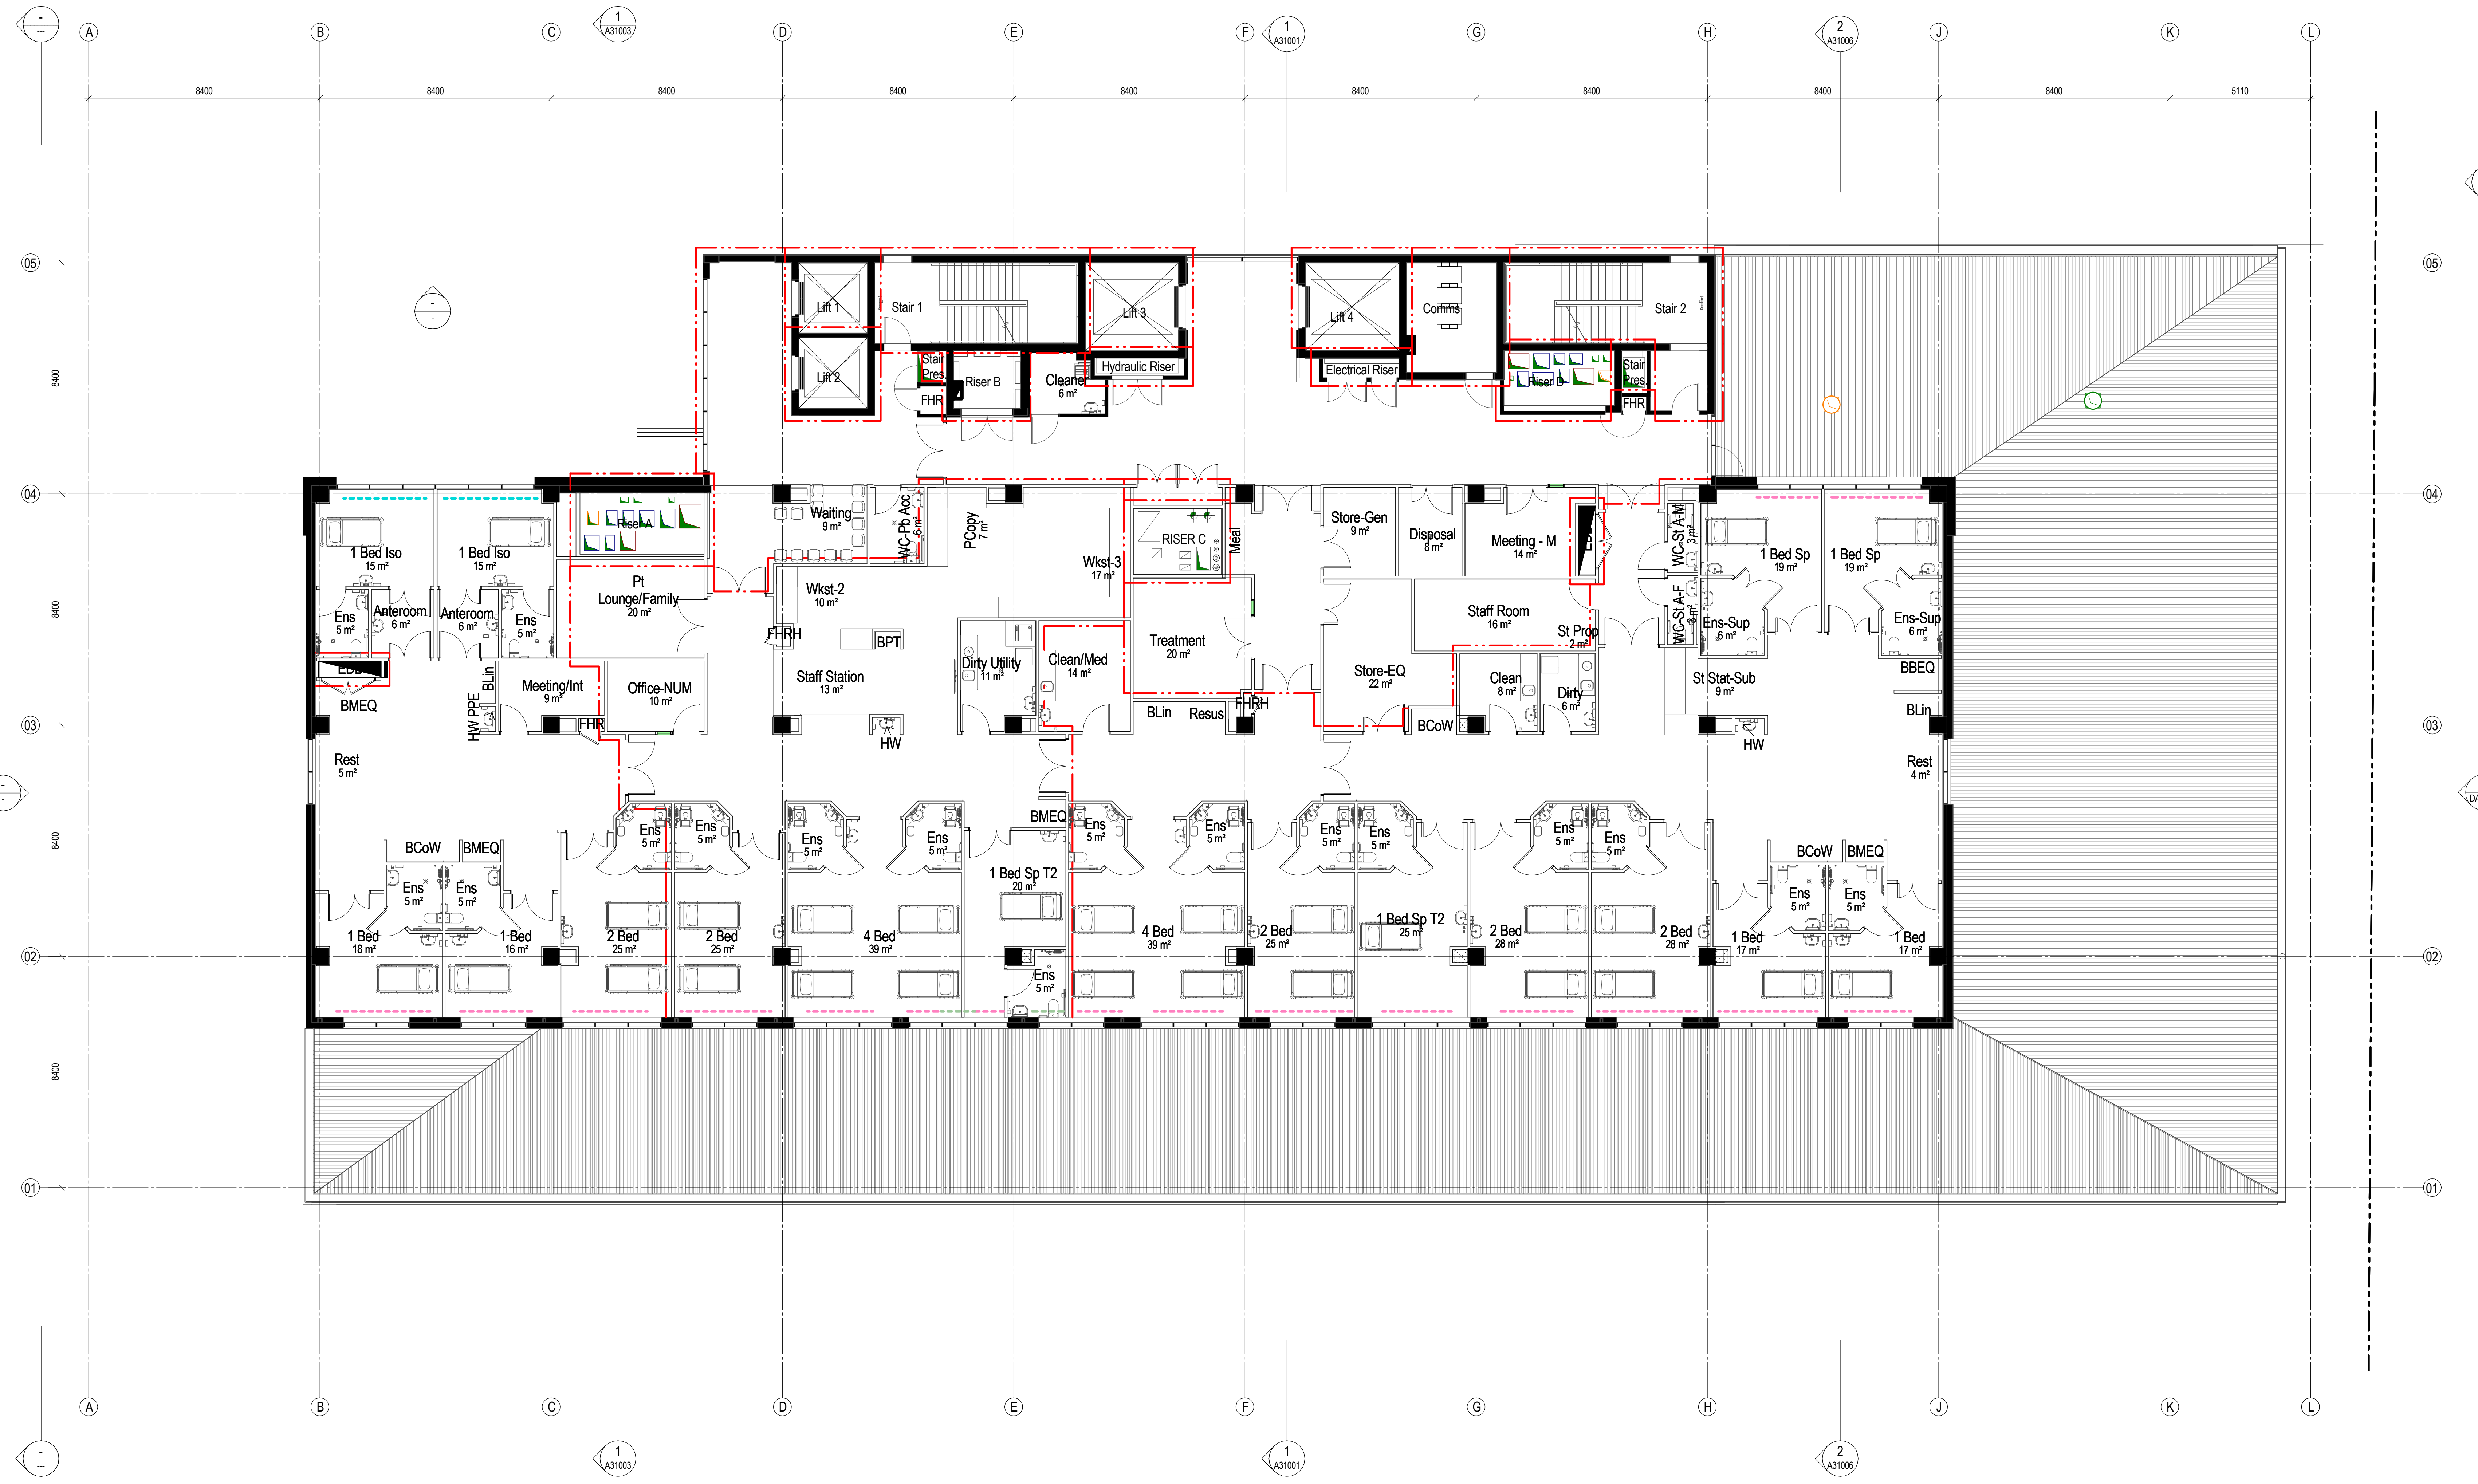 -
---
1
A31003
1
A31001
2
A31006
A
B
C
D
E
F
G
H
J
K
L
8400
8400
8400
8400
8400
8400
8400
8400
8400
5110
05
05
Lift 1
Stair 1
Lift 3
Lift 4
Comms
Stair 2
-
-
Lift 2
Stair
Pres.
Riser B
Cleaner
6 m²
Hydraulic Riser
Electrical Riser
Riser D
Stair
Pres.
FHR
FHR
8400
04
04
1 Bed Iso
15 m²
1 Bed Iso
15 m²
Riser A
Waiting
9 m²
WC-Pb Acc
6 m²
PCopy
7 m²
Wkst-3
17 m²
RISER C
Meal
Store-Gen
9 m²
Disposal
8 m²
Meeting - M
14 m²
WC-St A-M
3 m²
1 Bed Sp
19 m²
1 Bed Sp
19 m²
8400
Ens
5 m²
Anteroom
6 m²
Anteroom
6 m²
Ens
5 m²
Pt
Lounge/Family
20 m²
Wkst-2
10 m²
FHRH
BPT
Treatment
20 m²
Staff Room
16 m²
St Prop
2 m²
WC-St A-F
3 m²
Ens-Sup
6 m²
Ens-Sup
6 m²
BMEQ
HW PPE
BLin
Meeting/Int
9 m²
Office-NUM
10 m²
FHR
Staff Station
13 m²
Dirty Utility
11 m²
Clean/Med
14 m²
BLin
Resus
FHRH
Store-EQ
22 m²
BCoW
Clean
8 m²
Dirty
6 m²
St Stat-Sub
9 m²
BBEQ
BLin
03
03
HW
HW
Rest
5 m²
Rest
4 m²
-
-
DA
8400
BCoW
BMEQ
Ens
5 m²
Ens
5 m²
Ens
5 m²
Ens
5 m²
BMEQ
Ens
5 m²
Ens
5 m²
Ens
5 m²
Ens
5 m²
Ens
5 m²
Ens
5 m²
BCoW
BMEQ
Ens
5 m²
Ens
5 m²
1 Bed Sp T2
20 m²
Ens
5 m²
Ens
5 m²
1 Bed
18 m²
1 Bed
16 m²
2 Bed
25 m²
2 Bed
25 m²
4 Bed
39 m²
4 Bed
39 m²
2 Bed
25 m²
1 Bed Sp T2
25 m²
2 Bed
28 m²
2 Bed
28 m²
1 Bed
17 m²
1 Bed
17 m²
02
02
Ens
5 m²
8400
01
01
A
B
C
D
E
F
G
H
J
K
L
-
---
1
A31003
1
A31001
2
A31006